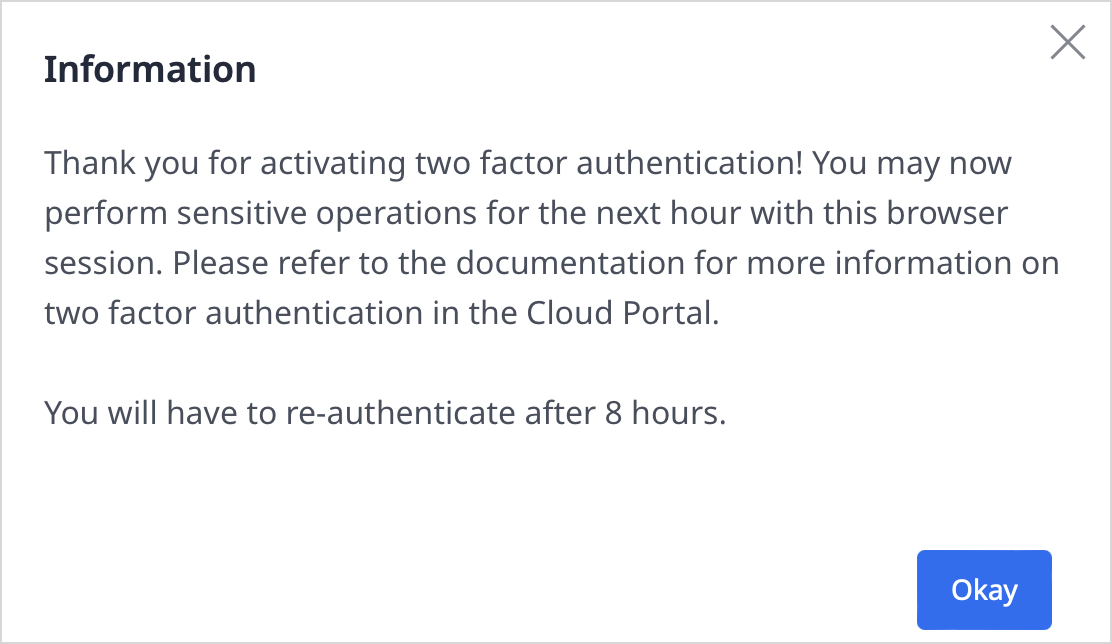 Information
Thank you for activating two factor authentication! You may now
perform sensitive operations for the next hour with this browser
session. Please refer to the documentation for more information on
two factor authentication in the Cloud Portal.
You will have to re-authenticate after 8 hours.
Okay